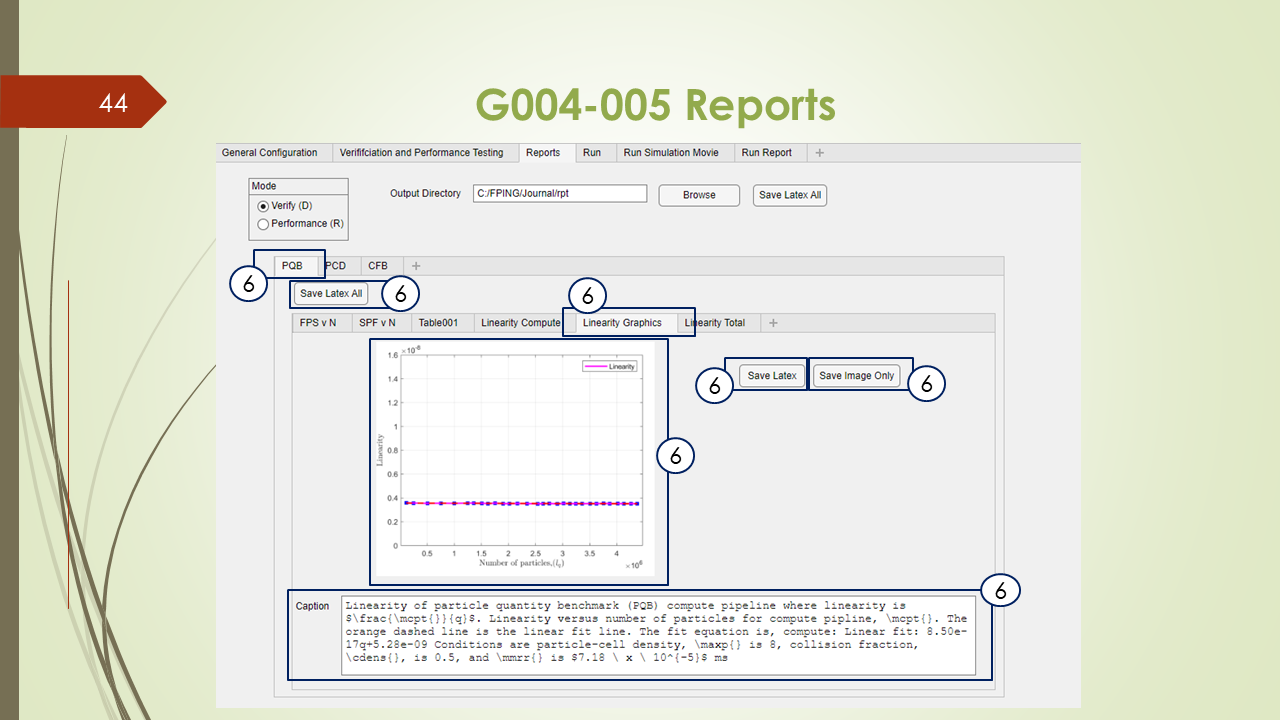 44
G004-005 Reports
General Configuration Verififciation and Performance Testing Reports Run Run Simulation Movie Run Report +
Mode
Verify (D)
Performance (R)
Output Directory C:/FPING/Journal/rpt Browse Save Latex All
PQB PCD CFB +
6
Save Latex All 6
6
FPS v N SPF v N Table001 Linearity Compute Linearity Graphics Linearity Total +
×10⁻⁸
1.6
1.4
1.2
1
0.8
0.6
0.4
0.2
0
Linearity
Linearity
0.5 1 1.5 2 2.5 3 3.5 4
Number of particles,(l_t) ×10⁶
6
6 Save Latex Save Image Only 6
6
Caption
Linearity of particle quantity benchmark (PQB) compute pipeline where linearity is
$\frac{\mcpt{}}{q}$. Linearity versus number of particles for compute pipline, \mcpt{}. The
orange dashed line is the linear fit line. The fit equation is, compute: Linear fit: 8.50e-
17q+5.28e-09 Conditions are particle-cell density, \maxp{} is 8, collision fraction,
\cdens{}, is 0.5, and \mmrr{} is $7.18 \ x \ 10^{-5}$ ms